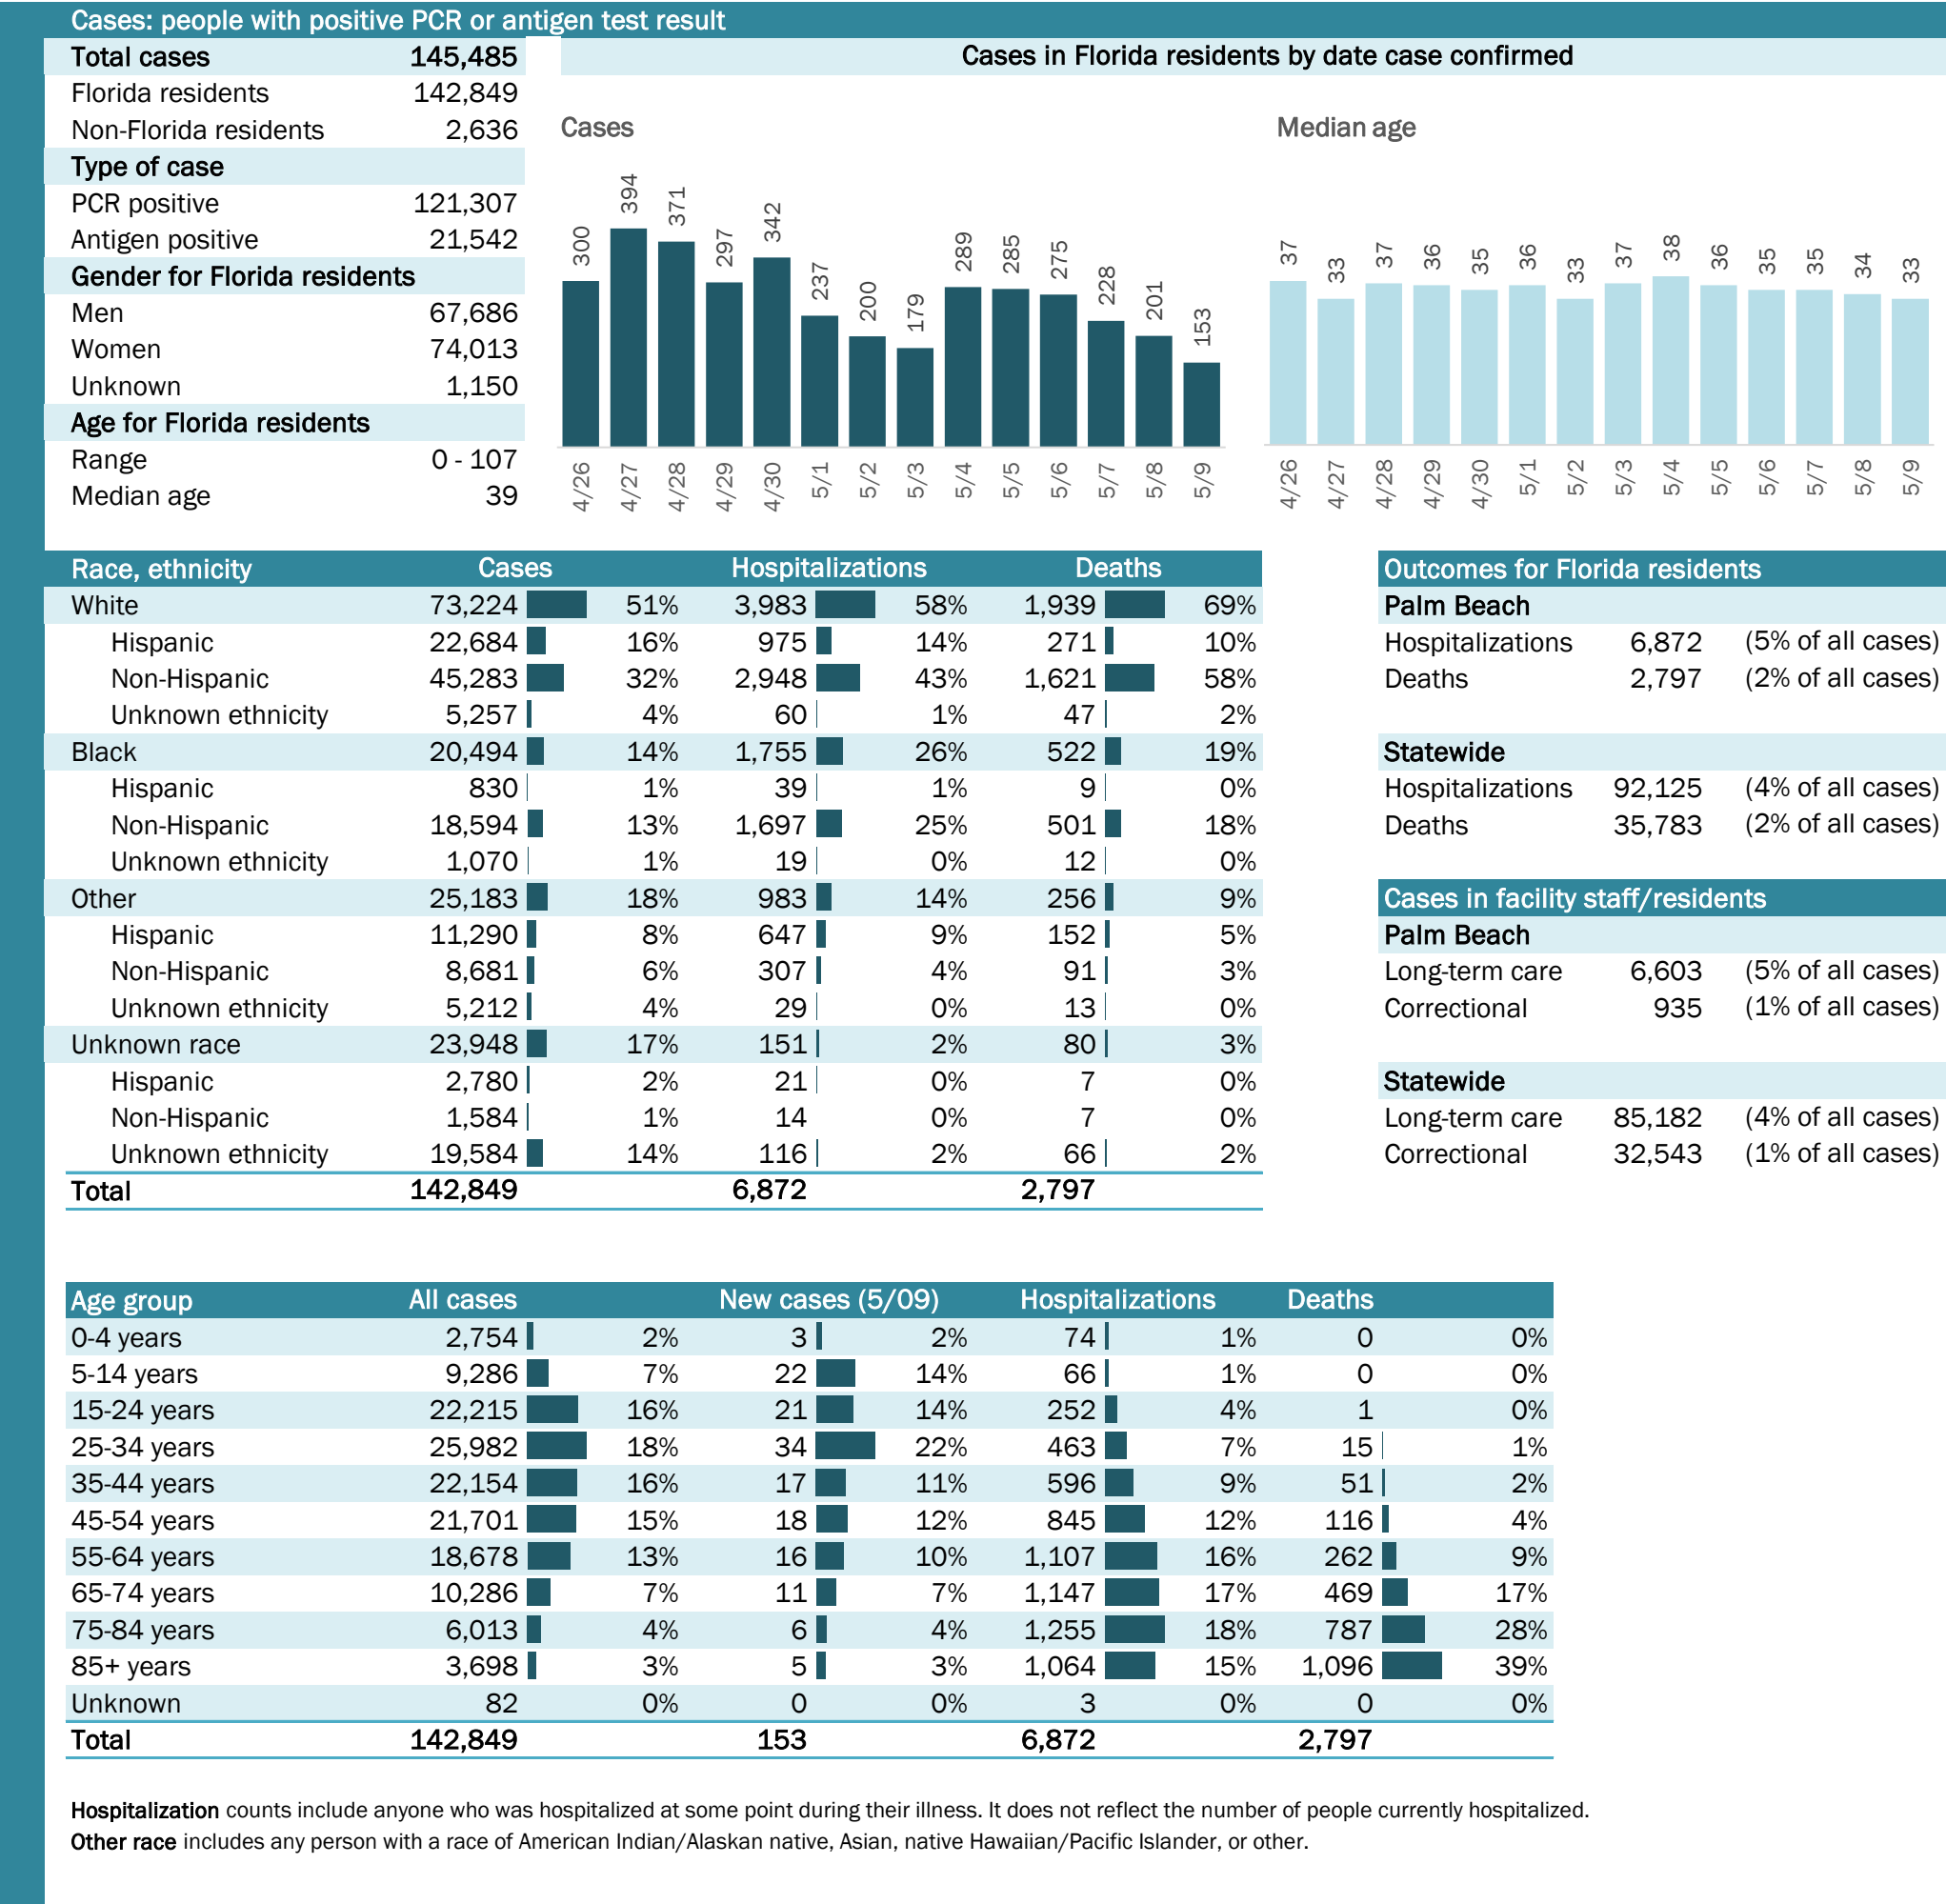 Cases: people with positive PCR or antigen test result
Total cases 145,485
Florida residents 142,849
Non-Florida residents 2,636
Type of case
PCR positive 121,307
Antigen positive 21,542
Gender for Florida residents
Men 67,686
Women 74,013
Unknown 1,150
Age for Florida residents
Range 0 - 107
Median age 39
Cases in Florida residents by date case confirmed
Cases
300 394 371 297 342 237 200 179 289 285 275 228 201 153
4/26 4/27 4/28 4/29 4/30 5/1 5/2 5/3 5/4 5/5 5/6 5/7 5/8 5/9
Median age
37 33 37 36 35 36 33 37 38 36 35 35 34 33
4/26 4/27 4/28 4/29 4/30 5/1 5/2 5/3 5/4 5/5 5/6 5/7 5/8 5/9
Race, ethnicity Cases Hospitalizations Deaths
White 73,224 51% 3,983 58% 1,939 69%
Hispanic 22,684 16% 975 14% 271 10%
Non-Hispanic 45,283 32% 2,948 43% 1,621 58%
Unknown ethnicity 5,257 4% 60 1% 47 2%
Black 20,494 14% 1,755 26% 522 19%
Hispanic 830 1% 39 1% 9 0%
Non-Hispanic 18,594 13% 1,697 25% 501 18%
Unknown ethnicity 1,070 1% 19 0% 12 0%
Other 25,183 18% 983 14% 256 9%
Hispanic 11,290 8% 647 9% 152 5%
Non-Hispanic 8,681 6% 307 4% 91 3%
Unknown ethnicity 5,212 4% 29 0% 13 0%
Unknown race 23,948 17% 151 2% 80 3%
Hispanic 2,780 2% 21 0% 7 0%
Non-Hispanic 1,584 1% 14 0% 7 0%
Unknown ethnicity 19,584 14% 116 2% 66 2%
Total 142,849 6,872 2,797
Outcomes for Florida residents
Palm Beach
Hospitalizations 6,872 (5% of all cases)
Deaths 2,797 (2% of all cases)
Statewide
Hospitalizations 92,125 (4% of all cases)
Deaths 35,783 (2% of all cases)
Cases in facility staff/residents
Palm Beach
Long-term care 6,603 (5% of all cases)
Correctional 935 (1% of all cases)
Statewide
Long-term care 85,182 (4% of all cases)
Correctional 32,543 (1% of all cases)
Age group All cases New cases (5/09) Hospitalizations Deaths
0-4 years 2,754 2% 3 2% 74 1% 0 0%
5-14 years 9,286 7% 22 14% 66 1% 0 0%
15-24 years 22,215 16% 21 14% 252 4% 1 0%
25-34 years 25,982 18% 34 22% 463 7% 15 1%
35-44 years 22,154 16% 17 11% 596 9% 51 2%
45-54 years 21,701 15% 18 12% 845 12% 116 4%
55-64 years 18,678 13% 16 10% 1,107 16% 262 9%
65-74 years 10,286 7% 11 7% 1,147 17% 469 17%
75-84 years 6,013 4% 6 4% 1,255 18% 787 28%
85+ years 3,698 3% 5 3% 1,064 15% 1,096 39%
Unknown 82 0% 0 0% 3 0% 0 0%
Total 142,849 153 6,872 2,797
Hospitalization counts include anyone who was hospitalized at some point during their illness. It does not reflect the number of people currently hospitalized.
Other race includes any person with a race of American Indian/Alaskan native, Asian, native Hawaiian/Pacific Islander, or other.